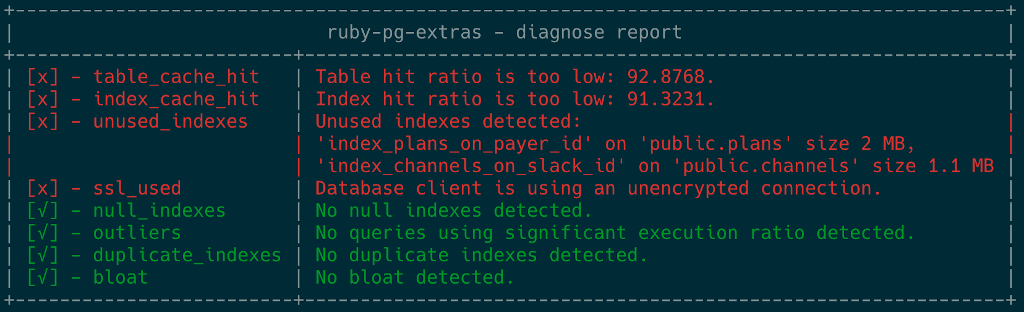 ruby-pg-extras - diagnose report
[x] - table_cache_hit | Table hit ratio is too low: 92.8768.
[x] - index_cache_hit | Index hit ratio is too low: 91.3231.
[x] - unused_indexes | Unused indexes detected:
'index_plans_on_payer_id' on 'public.plans' size 2 MB,
'index_channels_on_slack_id' on 'public.channels' size 1.1 MB
[x] - ssl_used | Database client is using an unencrypted connection.
[√] - null_indexes | No null indexes detected.
[√] - outliers | No queries using significant execution ratio detected.
[√] - duplicate_indexes | No duplicate indexes detected.
[√] - bloat | No bloat detected.